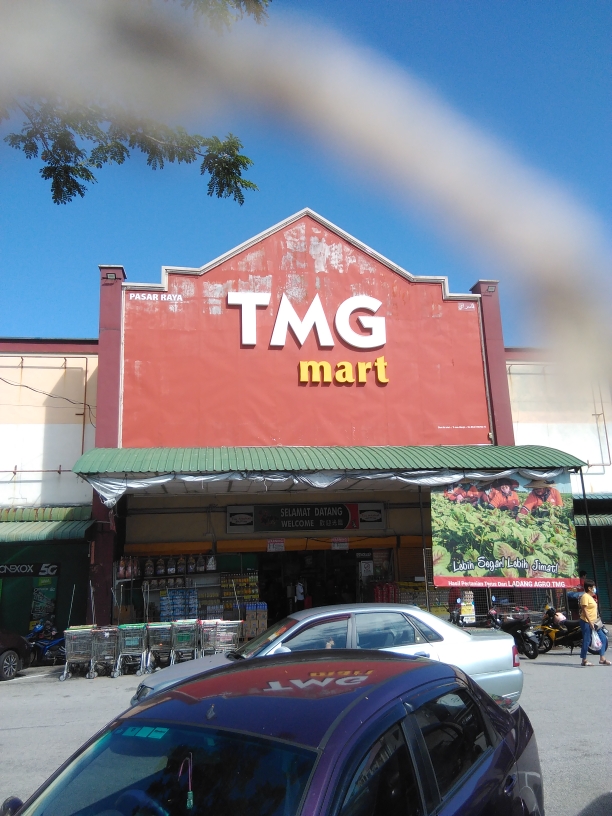 PASAR RAYA
TMG
mart
SELAMAT DATANG
WELCOME
Lebih Segar! Lebih Jimat!
Hasil Pertanian Terus Dari LADANG AGRO TMG
5G
TMG